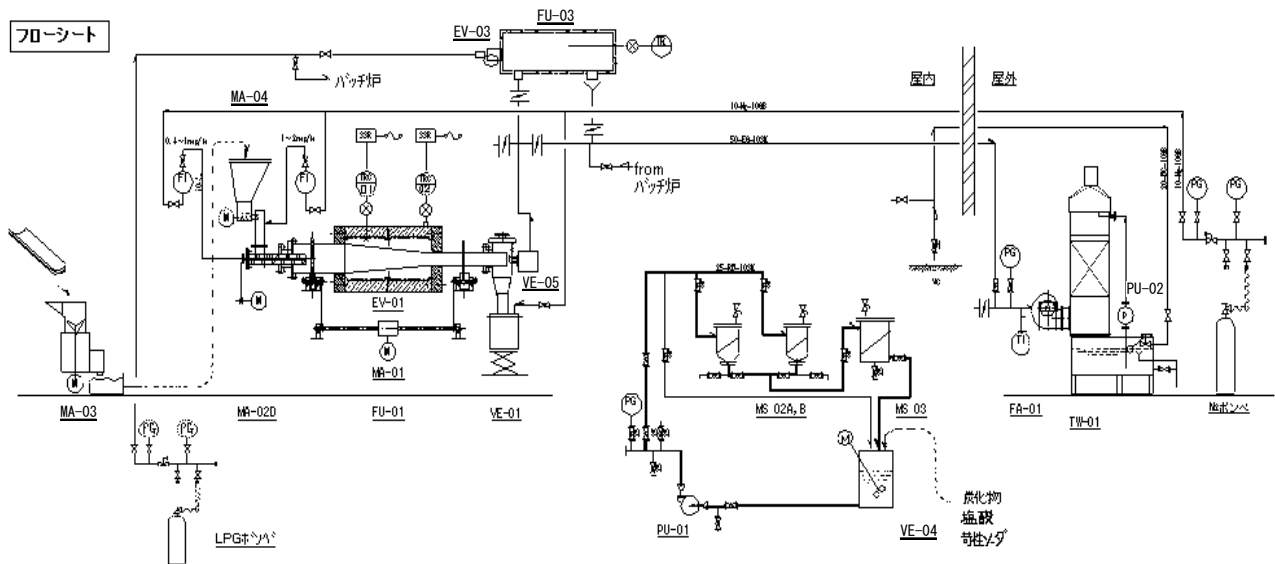 フローシート
FU-03
EV-03
TR
バッチ炉
MA-04
屋内
屋外
0.4~1
FI
FI
SSR
SSR
TRC
01
TRC
02
from
バッチ炉
PG
PG
PG
M
M
M
M
EV-01
VE-05
MA-01
PU-02
P
TI
MA-03
MA-02D
FU-01
VE-01
MS 02A,B
MS 03
FA-01
TW-01
N2ボンベ
PG
PG
PG
M
LPGボンベ
PU-01
VE-04
炭化物
塩酸
苛性ソーダ